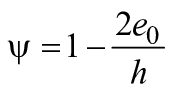 ψ = 1 − 2e₀/h